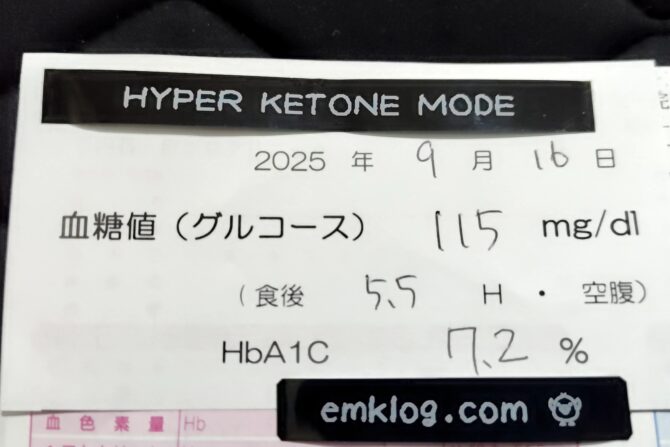 HYPER KETONE MODE
2025 年 9 月 16 日
血糖値（グルコース） 115 mg/dl
（食後 5.5 H ・ 空腹）
HbA1C 7.2 %
血色素量 Hb
emklog.com